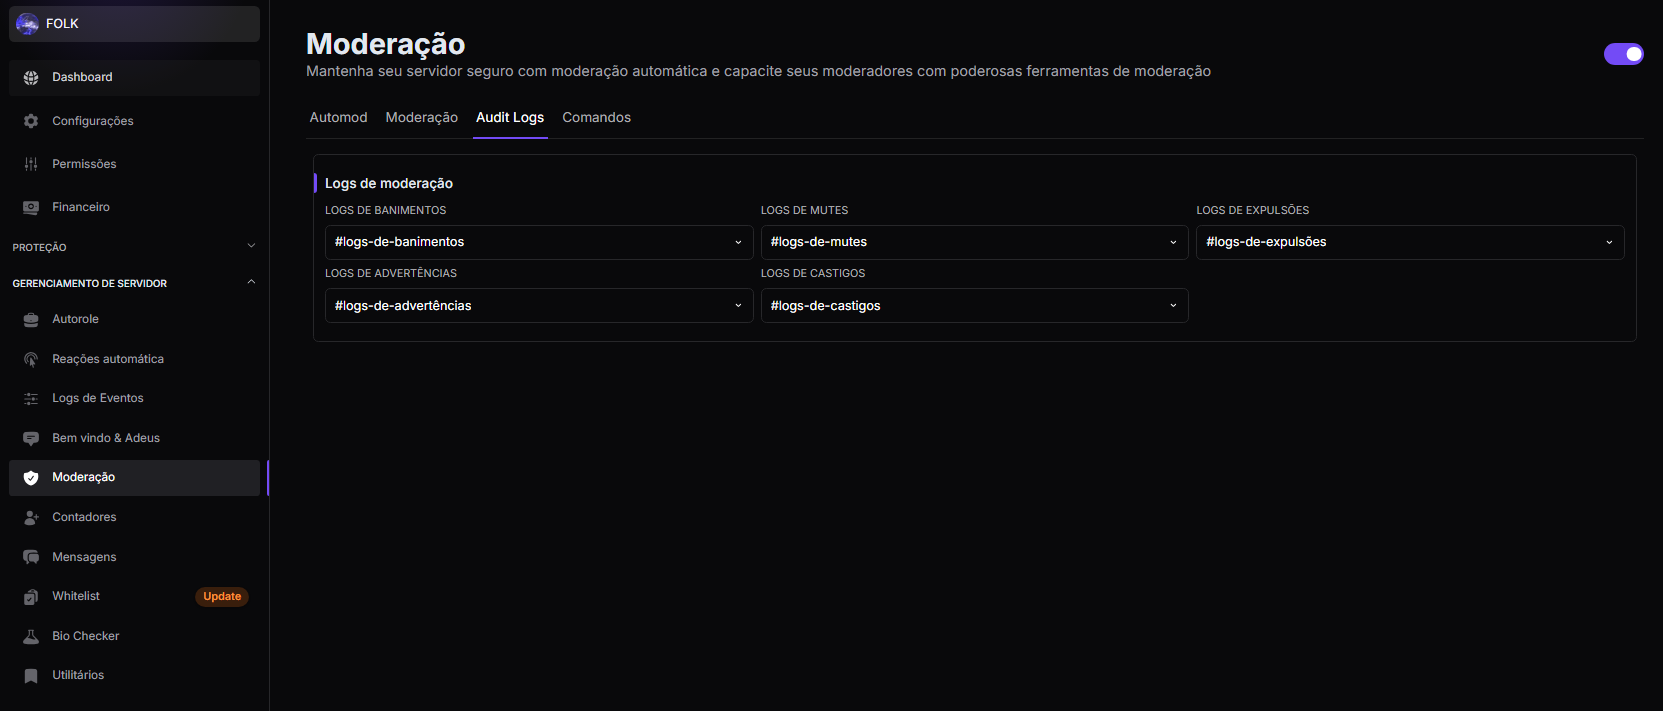 FOLK
Dashboard
Configurações
Permissões
Financeiro
PROTEÇÃO
GERENCIAMENTO DE SERVIDOR
Autorole
Reações automática
Logs de Eventos
Bem vindo & Adeus
Moderação
Contadores
Mensagens
Whitelist Update
Bio Checker
Utilitários
Moderação
Mantenha seu servidor seguro com moderação automática e capacite seus moderadores com poderosas ferramentas de moderação
Automod Moderação Audit Logs Comandos
Logs de moderação
LOGS DE BANIMENTOS LOGS DE MUTES LOGS DE EXPULSÕES
#logs-de-banimentos #logs-de-mutes #logs-de-expulsões
LOGS DE ADVERTÊNCIAS LOGS DE CASTIGOS
#logs-de-advertências #logs-de-castigos